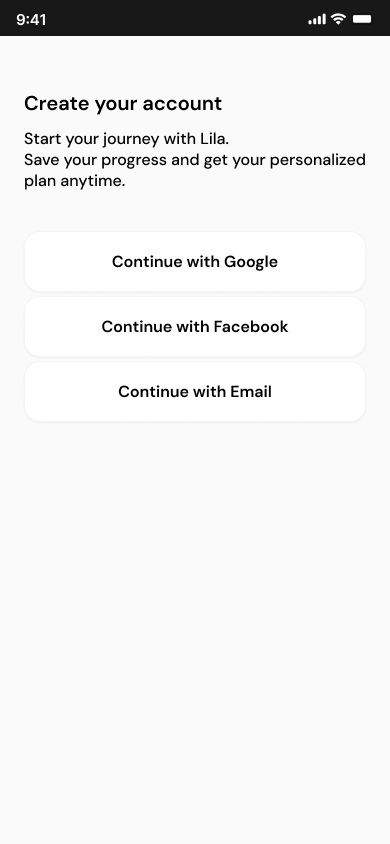 9:41
Create your account
Start your journey with Lila.
Save your progress and get your personalized
plan anytime.
Continue with Google
Continue with Facebook
Continue with Email